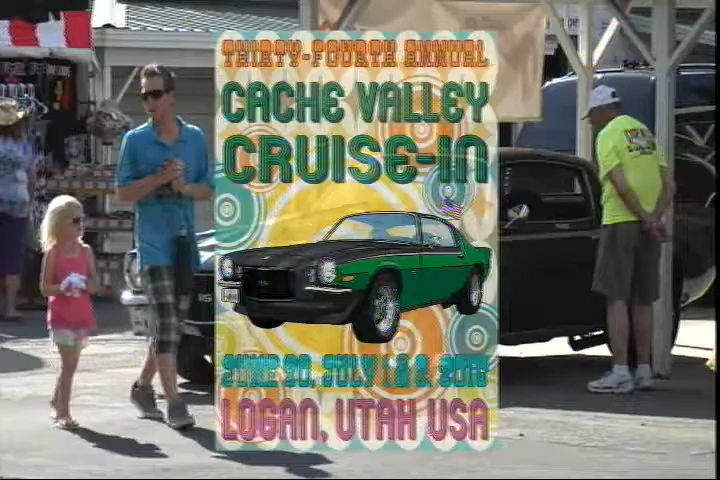 THIRTY-FOURTH ANNUAL
CACHE VALLEY
CRUISE-IN
JUNE 30, JULY 1 & 2, 2016
LOGAN, UTAH USA